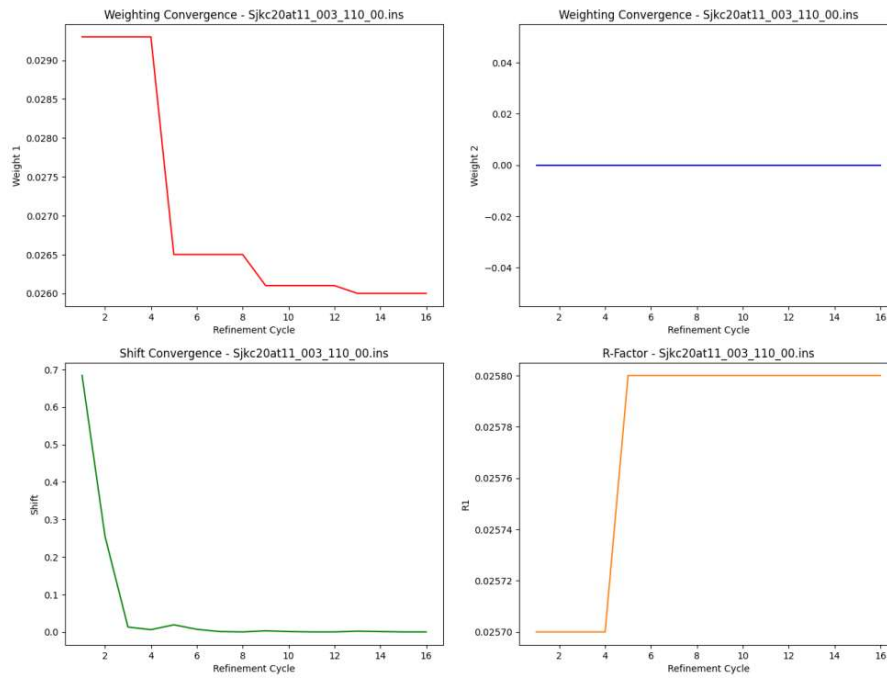 Weighting Convergence - Sjkc20at11_003_110_00.ins
0.0290
0.0285
0.0280
0.0275
0.0270
0.0265
0.0260
Weight 1
2 4 6 8 10 12 14 16
Refinement Cycle
Weighting Convergence - Sjkc20at11_003_110_00.ins
0.04
0.02
0.00
−0.02
−0.04
Weight 2
2 4 6 8 10 12 14 16
Refinement Cycle
Shift Convergence - Sjkc20at11_003_110_00.ins
0.7
0.6
0.5
0.4
0.3
0.2
0.1
0.0
Shift
2 4 6 8 10 12 14 16
Refinement Cycle
R-Factor - Sjkc20at11_003_110_00.ins
0.02580
0.02578
0.02576
0.02574
0.02572
0.02570
R1
2 4 6 8 10 12 14 16
Refinement Cycle